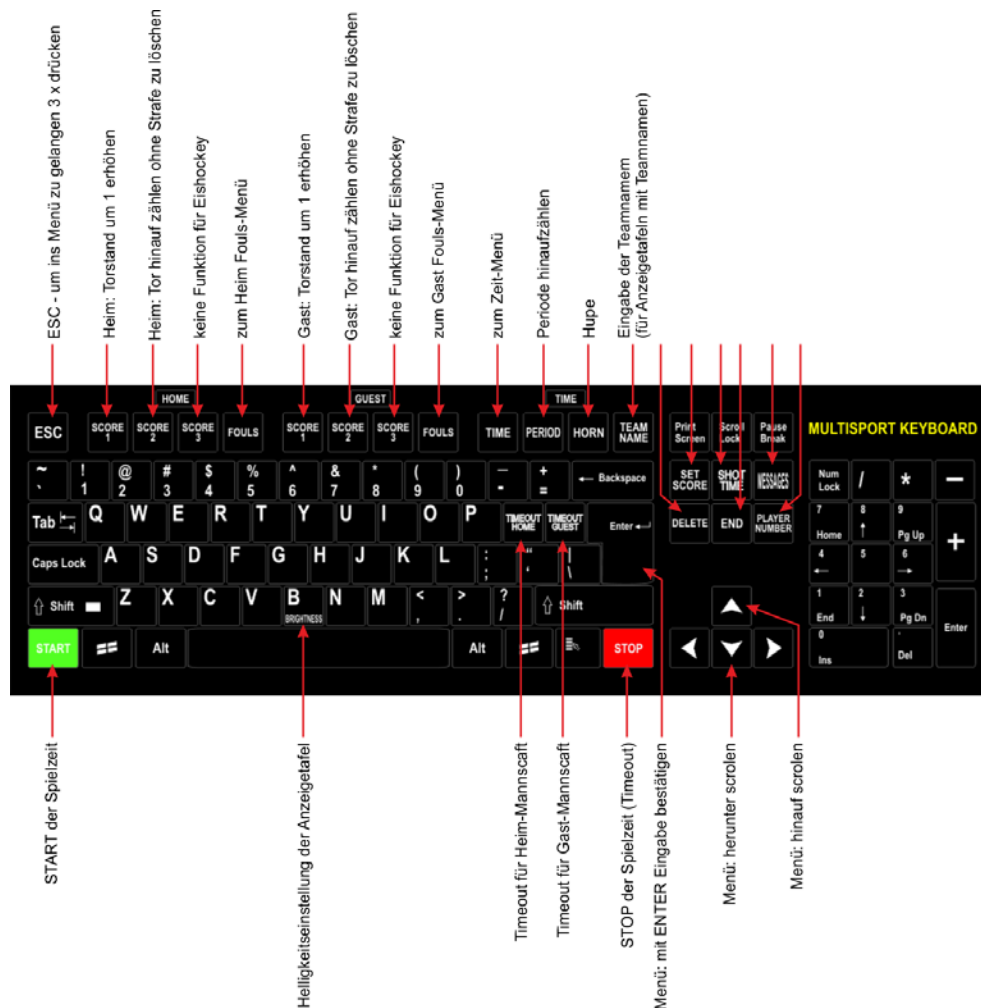 ESC - um ins Menü zu gelangen 3 x drücken
Heim: Torstand um 1 erhöhen
Heim: Tor hinauf zählen ohne Strafe zu löschen
keine Funktion für Eishockey
zum Heim Fouls-Menü
Gast: Torstand um 1 erhöhen
Gast: Tor hinauf zählen ohne Strafe zu löschen
keine Funktion für Eishockey
zum Gast Fouls-Menü
zum Zeit-Menü
Periode hinaufzählen
Hupe
Eingabe der Teamnamem
(für Anzeigetafeln mit Teamnamen)
HOME
GUEST
TIME
ESC
SCORE
1
SCORE
2
SCORE
3
FOULS
SCORE
1
SCORE
2
SCORE
3
FOULS
TIME
PERIOD
HORN
TEAM
NAME
Print
Screen
Scroll
Lock
Pause
Break
MULTISPORT KEYBOARD
~
`
!
1
@
2
#
3
$
4
%
5
^
6
&
7
*
8
(
9
)
0
—
-
+
=
← Backspace
SET
SCORE
SHOT
TIME
MESSAGES
Num
Lock
/
*
—
Tab
Q
W
E
R
T
Y
U
I
O
P
TIMEOUT
HOME
TIMEOUT
GUEST
Enter ↵
DELETE
END
PLAYER
NUMBER
7
Home
8
↑
9
Pg Up
+
Caps Lock
A
S
D
F
G
H
J
K
L
:
;
“
‘
|
\
4
←
5
6
→
⇧ Shift
Z
X
C
V
B
BRIGHTNESS
N
M
<
,
>
.
?
/
⇧ Shift
1
End
2
↓
3
Pg Dn
Enter
START
Alt
Alt
STOP
0
Ins
.
Del
START der Spielzeit
Helligkeitseinstellung der Anzeigetafel
Timeout für Heim-Mannscaft
Timeout für Gast-Mannscaft
STOP der Spielzeit (Timeout)
Menü: mit ENTER Eingabe bestätigen
Menü: herunter scrolen
Menü: hinauf scrolen